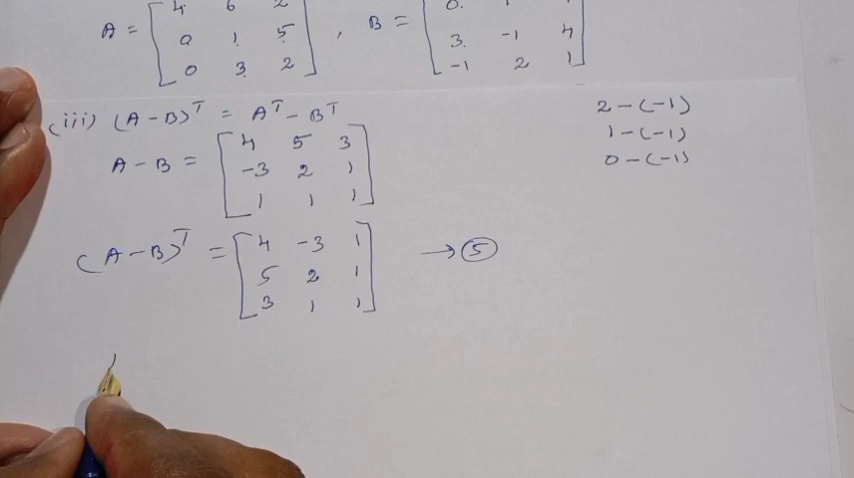 A = [ 4 6 2 , B = [ 0
0 1 5 3 -1 4
0 3 2 ] -1 2 1 ]
(iii) (A-B)ᵀ = Aᵀ - Bᵀ
A-B = [ 4 5 3
-3 2 1
1 1 1 ]
(A-B)ᵀ = [ 4 -3 1
5 2 1
3 1 1 ] → ⑤
2-(-1)
1-(-1)
0-(-1)